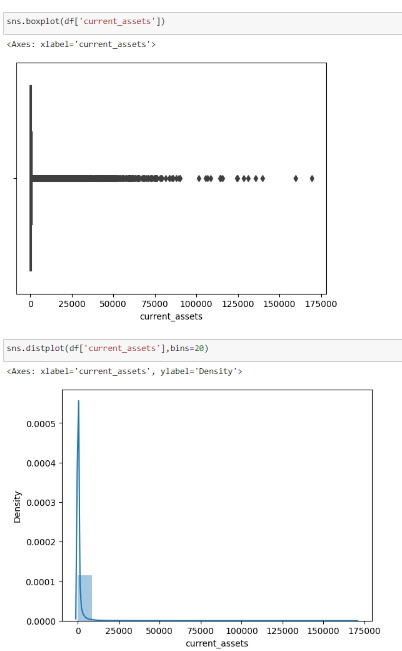 sns.boxplot(df['current_assets'])
<Axes: xlabel='current_assets'>
0 25000 50000 75000 100000 125000 150000 175000
current_assets
sns.distplot(df['current_assets'],bins=20)
<Axes: xlabel='current_assets', ylabel='Density'>
0.0005
0.0004
0.0003
0.0002
0.0001
0.0000
Density
0 25000 50000 75000 100000 125000 150000 175000
current_assets